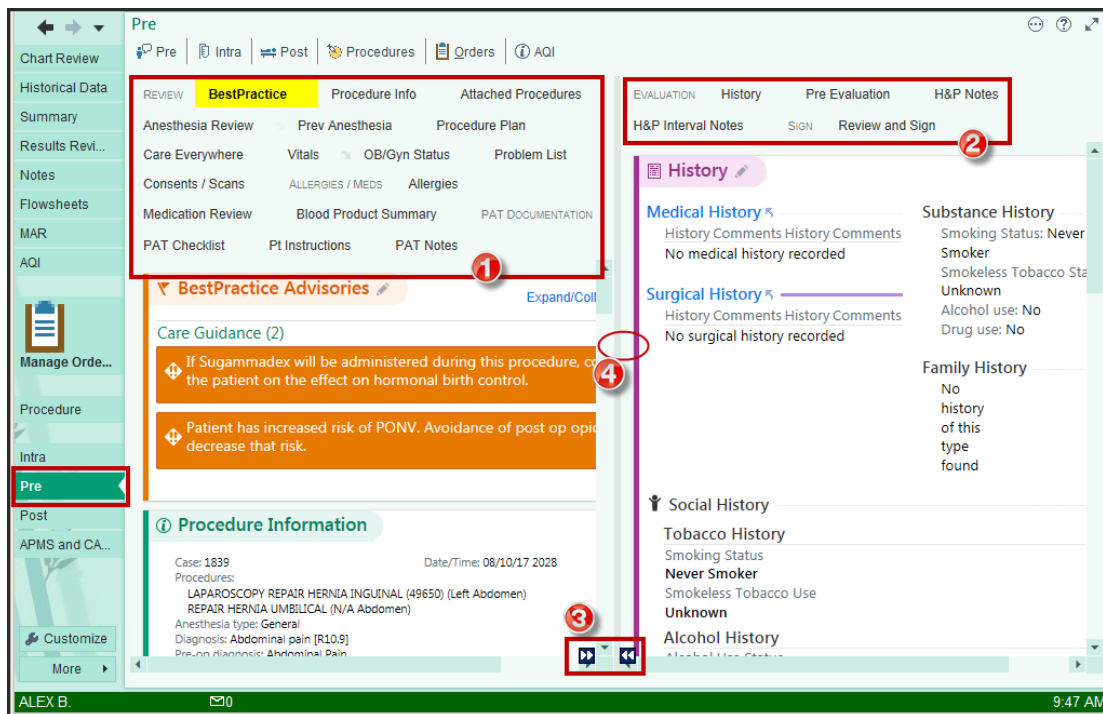 Pre
Pre Intra Post Procedures Orders AQI
Chart Review
Historical Data
Summary
Results Revi...
Notes
Flowsheets
MAR
AQI
Manage Orde...
Procedure
Intra
Pre
Post
APMS and CA...
Customize
More
REVIEW BestPractice Procedure Info Attached Procedures
Anesthesia Review Prev Anesthesia Procedure Plan
Care Everywhere Vitals OB/Gyn Status Problem List
Consents / Scans ALLERGIES / MEDS Allergies
Medication Review Blood Product Summary PAT DOCUMENTATION
PAT Checklist Pt Instructions PAT Notes
1
BestPractice Advisories
Expand/Coll
Care Guidance (2)
If Sugammadex will be administered during this procedure, co
the patient on the effect on hormonal birth control.
Patient has increased risk of PONV. Avoidance of post op opio
decrease that risk.
Procedure Information
Case: 1839 Date/Time: 08/10/17 2028
Procedures:
LAPAROSCOPY REPAIR HERNIA INGUINAL (49650) (Left Abdomen)
REPAIR HERNIA UMBILICAL (N/A Abdomen)
Anesthesia type: General
Diagnosis: Abdominal pain [R10.9]
Pre-op diagnosis: Abdominal Pain
3
4
EVALUATION History Pre Evaluation H&P Notes
H&P Interval Notes SIGN Review and Sign
2
History
Medical History
History Comments History Comments
No medical history recorded
Surgical History
History Comments History Comments
No surgical history recorded
Substance History
Smoking Status: Never
Smoker
Smokeless Tobacco Sta
Unknown
Alcohol use: No
Drug use: No
Family History
No
history
of this
type
found
Social History
Tobacco History
Smoking Status
Never Smoker
Smokeless Tobacco Use
Unknown
Alcohol History
Alcohol Use Status
ALEX B. 0 9:47 AM